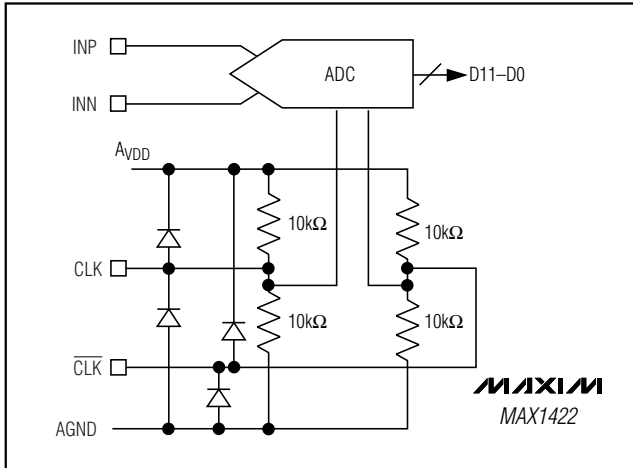 INP
ADC
D11–D0
INN
AVDD
10kΩ
10kΩ
CLK
10kΩ
10kΩ
CLK
MAXIM
MAX1422
AGND